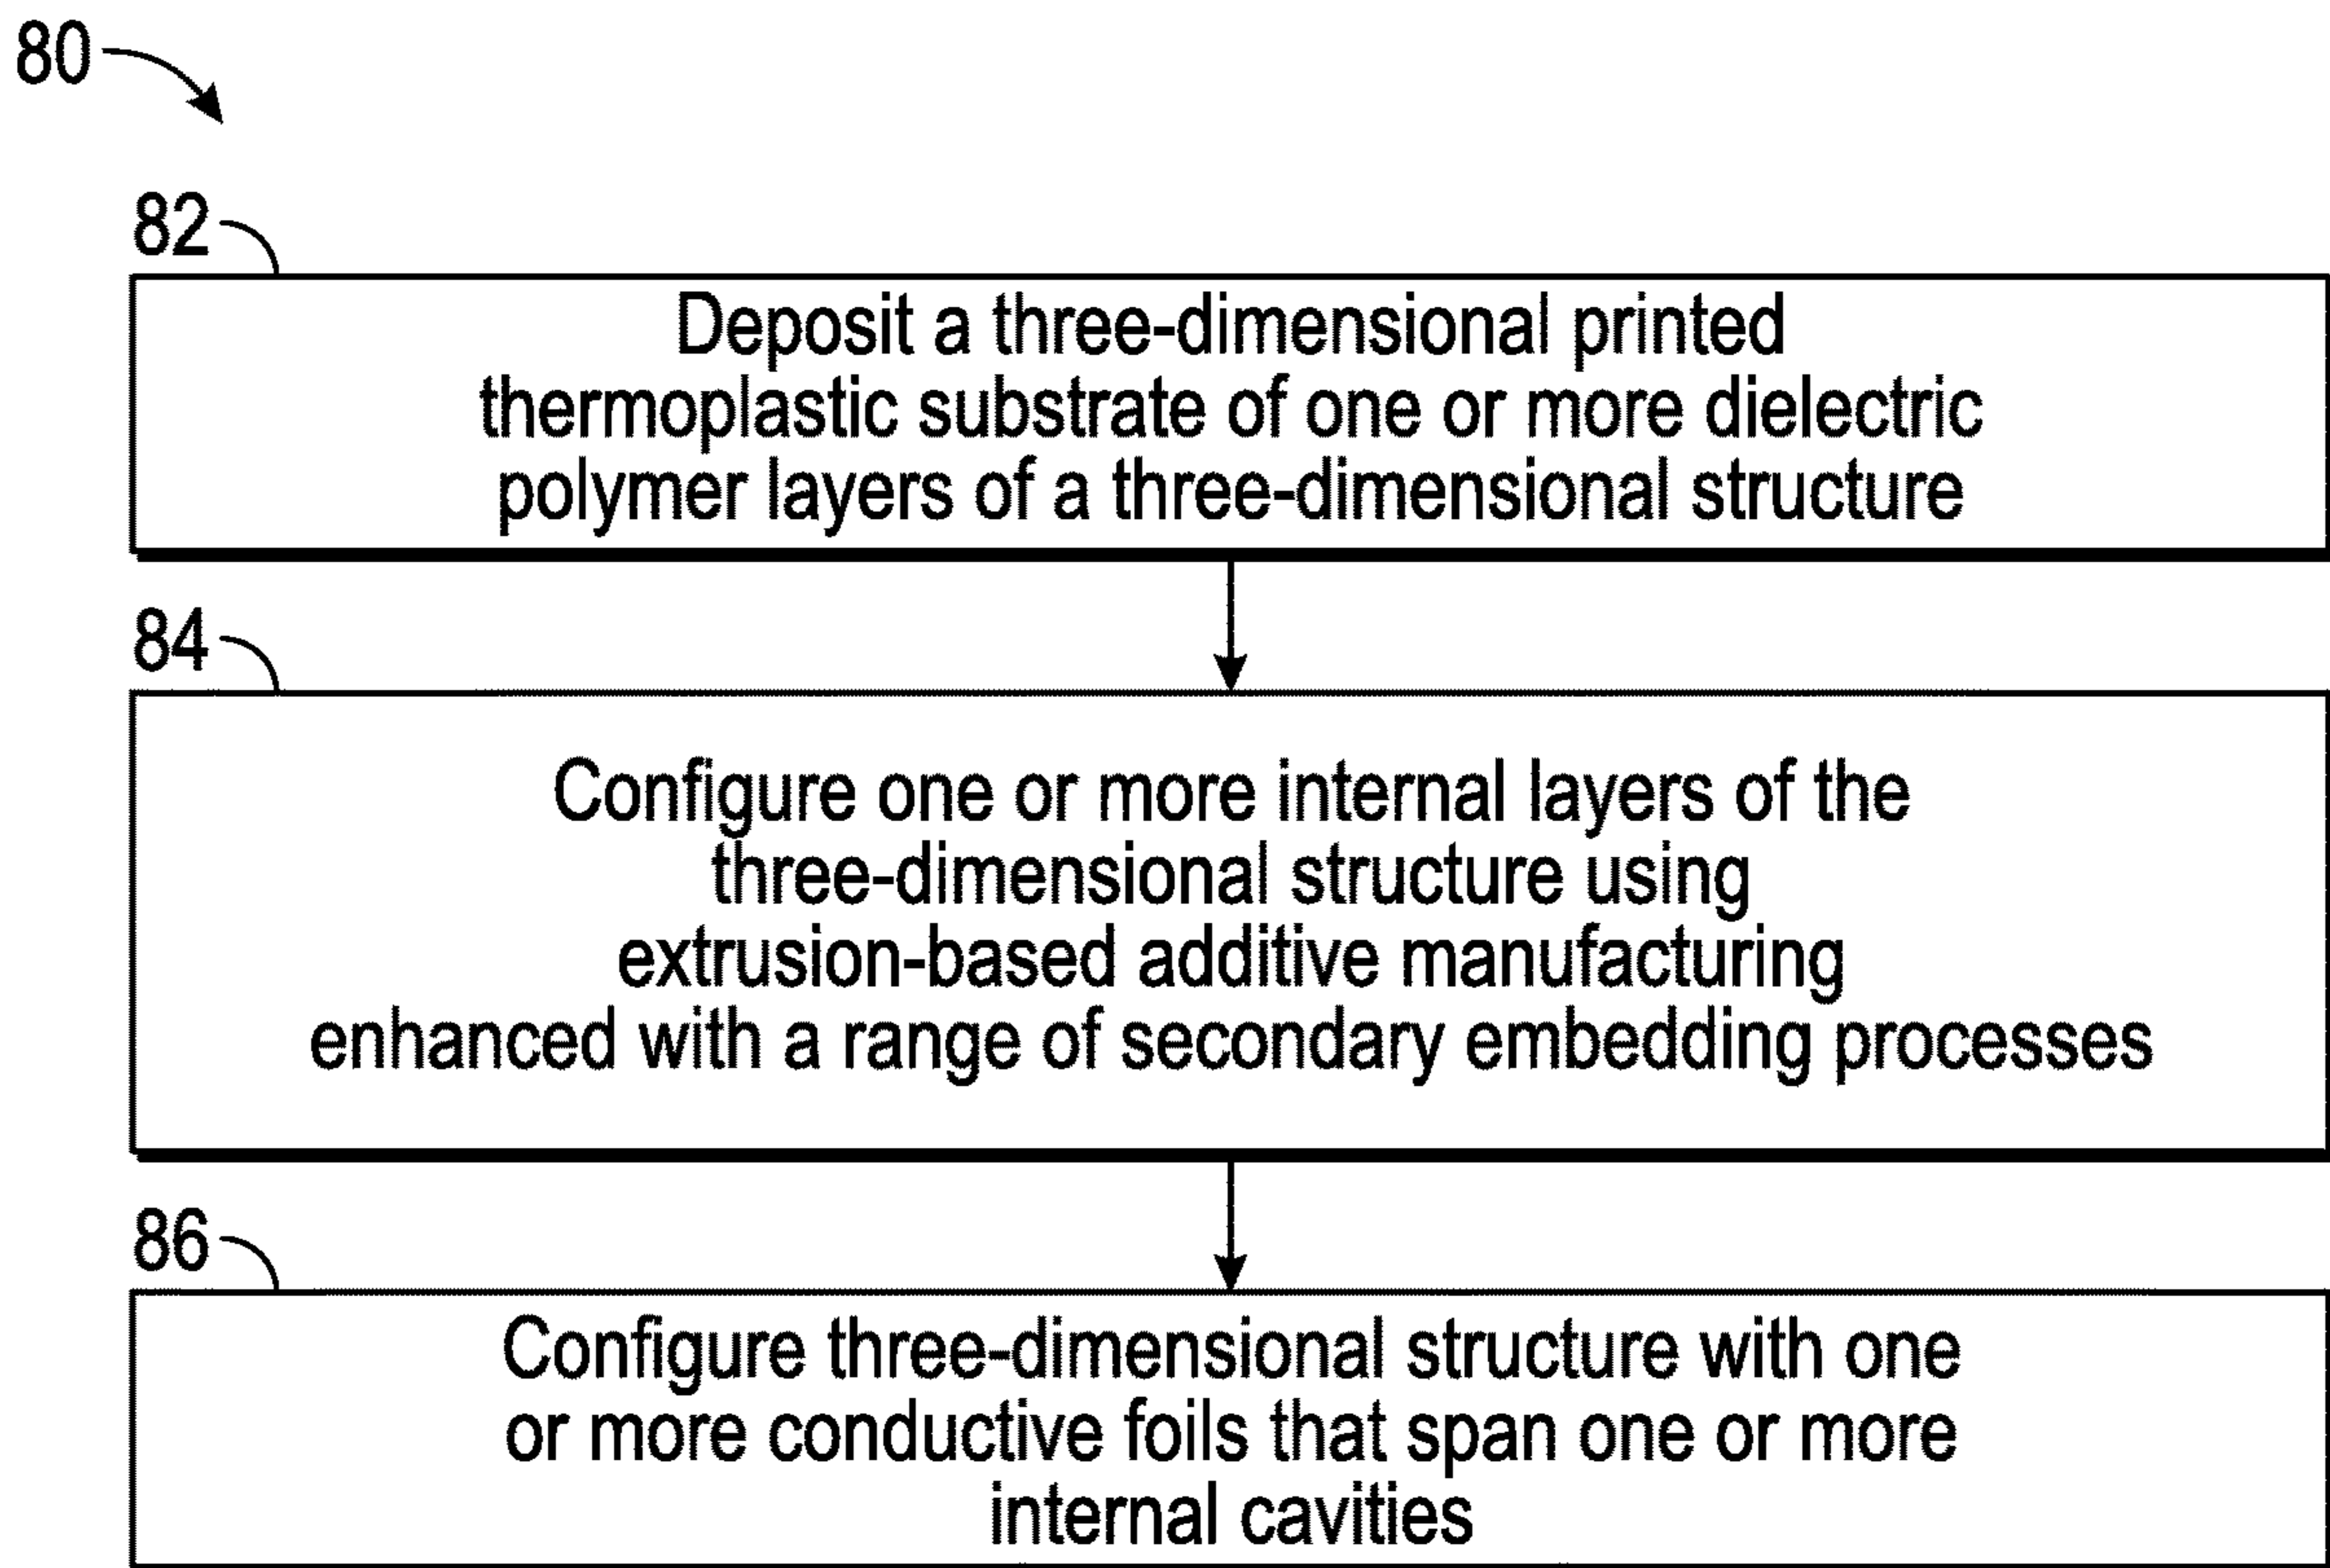 80
82
Deposit a three-dimensional printed
thermoplastic substrate of one or more dielectric
polymer layers of a three-dimensional structure
84
Configure one or more internal layers of the
three-dimensional structure using
extrusion-based additive manufacturing
enhanced with a range of secondary embedding processes
86
Configure three-dimensional structure with one
or more conductive foils that span one or more
internal cavities